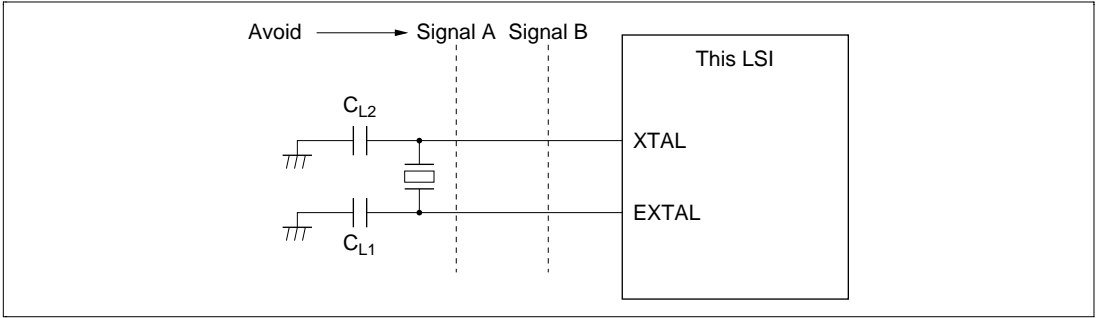 Avoid Signal A Signal B
This LSI
CL2
XTAL
EXTAL
CL1